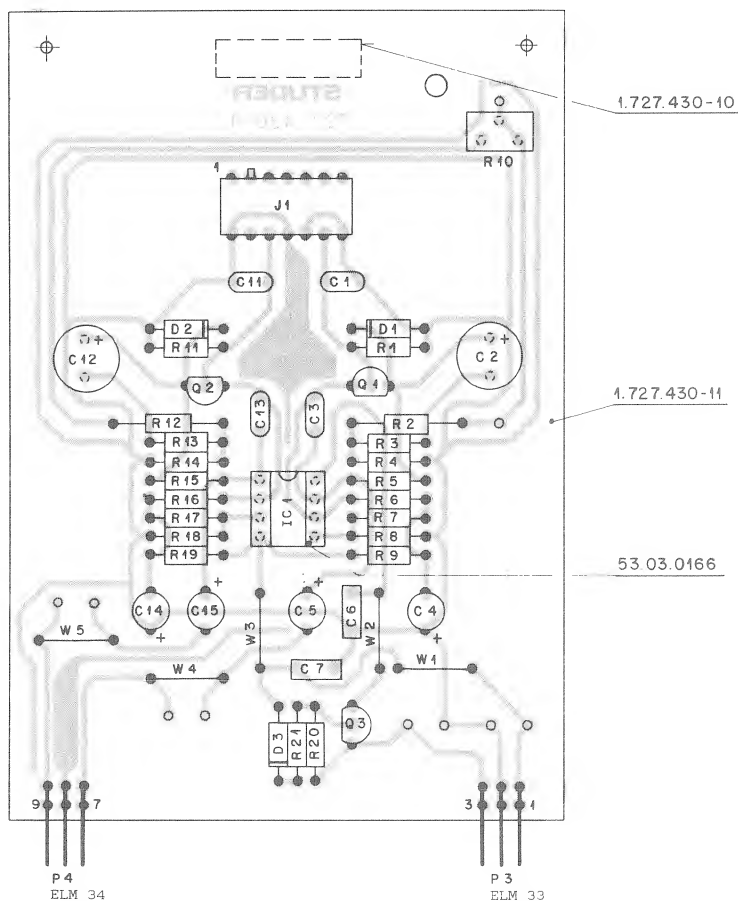 STUDER
1.727.430-10
R10
1
J1
C11
C1
D2
D1
R11
R1
C12
C2
+
+
Q2
Q1
1.727.430-11
C13
C3
R12
R2
R13
R3
R14
R4
R15
R5
R16
R6
IC1
R17
R7
R18
R8
R19
R9
53.03.0166
+
+
C14
C15
C5
C6
C4
W5
W3
W2
+
+
W4
C7
W1
Q3
D3
R21
R20
9
7
3
1
P4
P3
ELM 34
ELM 33